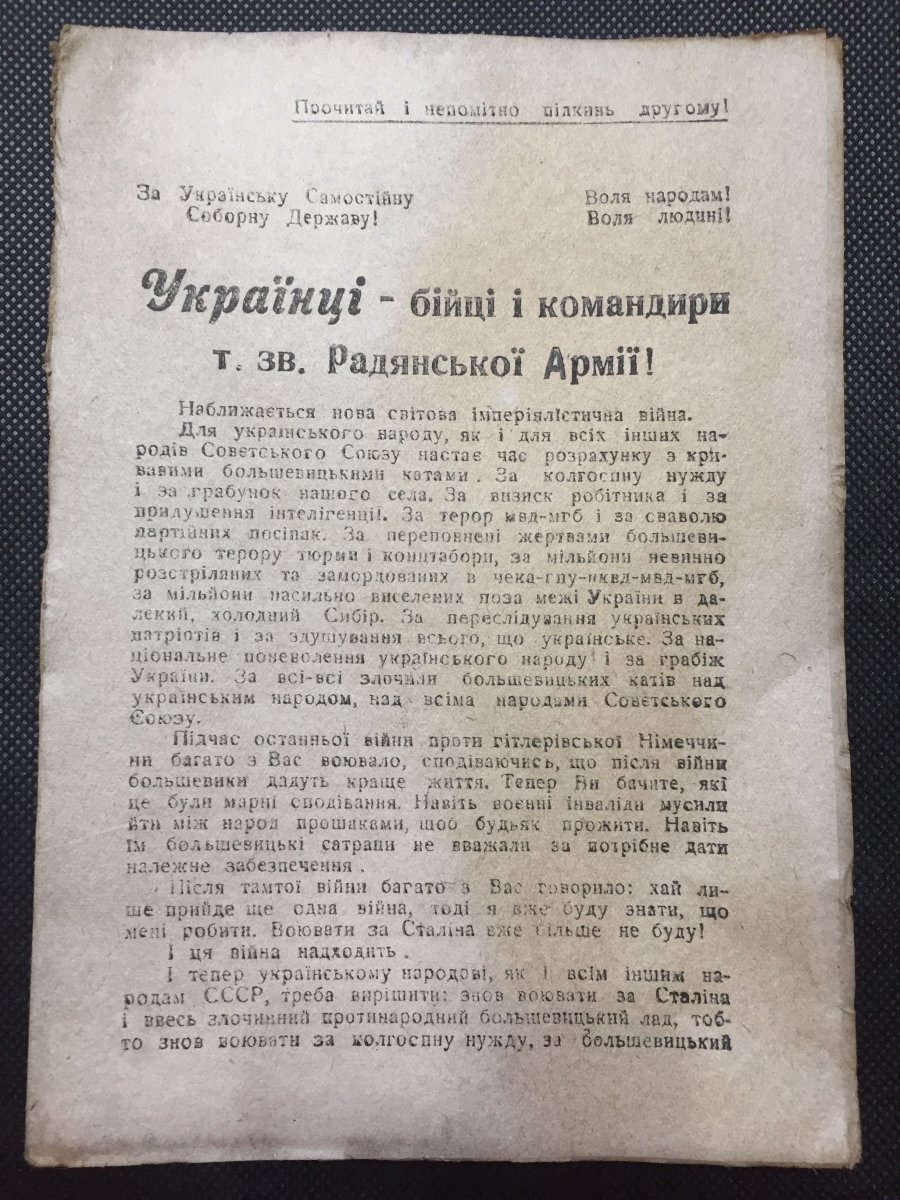 Прочитай і непомітно підкинь другому!
За Українську Самостійну
Соборну Державу!
Воля народам!
Воля людині!
Українці - бійці і командири
т. зв. Радянської Армії!
Наближається нова світова імперіялістична війна.
Для українського народу, як і для всіх інших на-
родів Совєтського Союзу настає час розрахунку з кри-
вавими большевицькими катами. За колгоспну нужду
і за грабунок нашого села. За визиск робітника і за
придушення інтелігенції. За терор мвд-мгб і за сваволю
партійних посіпак. За переповнені жертвами большеви-
цького терору тюрми і концтабори, за мільйони невинно
розстріляних та замордованих в чека-гпу-нквд-мвд-мгб,
за мільйони насильно виселених поза межі України в да-
лекий, холодний Сибір. За переслідування українських
патріотів і за здушування всього, що українське. За на-
ціональне поневолення українського народу і за грабіж
України. За всі-всі злочини большевицьких катів над
українським народом, над всіма народами Совєтського
Союзу.
Підчас останньої війни проти гітлерівської Німеччи-
ни багато з Вас воювало, сподіваючись, що після війни
большевики дадуть краще життя. Тепер Ви бачите, які
це були марні сподівання. Навіть воєнні інваліди мусили
йти між народ прошаками, щоб будьяк прожити. Навіть
їм большевицькі сатрапи не вважали за потрібне дати
належне забезпечення.
Після тамтої війни багато з Вас говорило: хай ли-
ше прийде ще одна війна, тоді я вже буду знати, що
мені робити. Воювати за Сталіна вже більше не буду!
І ця війна надходить.
І тепер українському народові, як і всім іншим на-
родам СССР, треба вирішити: знов воювати за Сталіна
і ввесь злочинний протинародний большевицький лад, тоб-
то знов воювати за колгоспну нужду, за большевицький